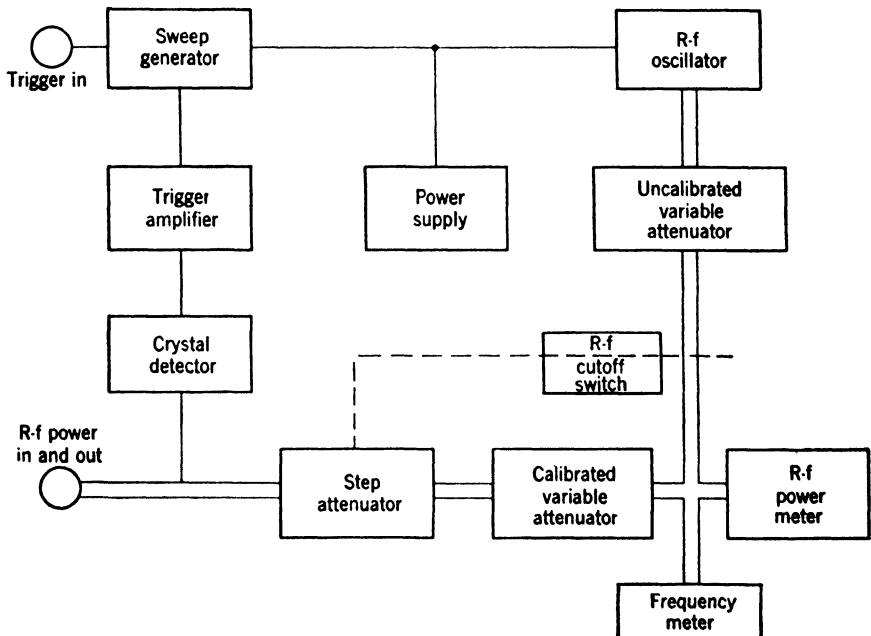 Sweep
generator
R-f
oscillator
Trigger in
Trigger
amplifier
Power
supply
Uncalibrated
variable
attenuator
Crystal
detector
R-f
cutoff
switch
R-f power
in and out
Step
attenuator
Calibrated
variable
attenuator
R-f
power
meter
Frequency
meter